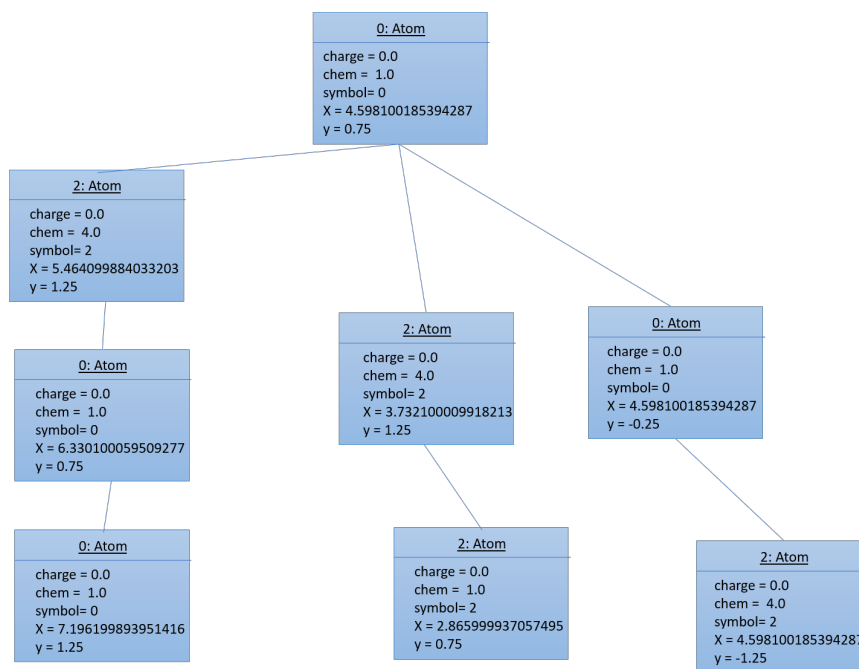 0: Atom
charge = 0.0
chem = 1.0
symbol= 0
X = 4.598100185394287
y = 0.75
2: Atom
charge = 0.0
chem = 4.0
symbol= 2
X = 5.464099884033203
y = 1.25
2: Atom
charge = 0.0
chem = 4.0
symbol= 2
X = 3.732100009918213
y = 1.25
0: Atom
charge = 0.0
chem = 1.0
symbol= 0
X = 4.598100185394287
y = -0.25
0: Atom
charge = 0.0
chem = 1.0
symbol= 0
X = 6.330100059509277
y = 0.75
0: Atom
charge = 0.0
chem = 1.0
symbol= 0
X = 7.196199893951416
y = 1.25
2: Atom
charge = 0.0
chem = 1.0
symbol= 2
X = 2.865999937057495
y = 0.75
2: Atom
charge = 0.0
chem = 4.0
symbol= 2
X = 4.598100185394287
y = -1.25